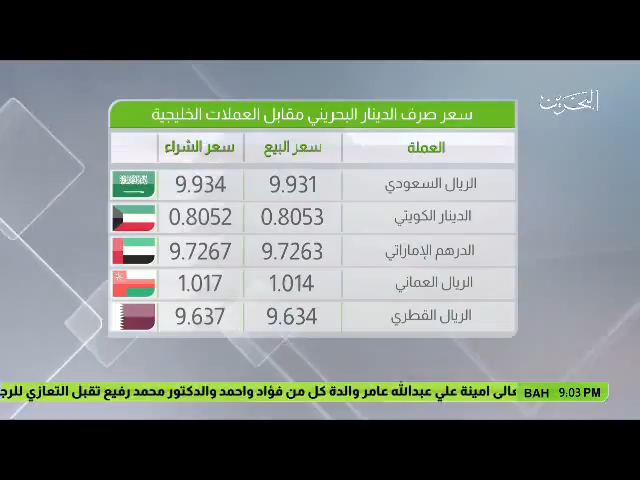 البحرين
سعر صرف الدينار البحريني مقابل العملات الخليجية
العملة سعر البيع سعر الشراء
الريال السعودي 9.931 9.934
الدينار الكويتي 0.8053 0.8052
الدرهم الإماراتي 9.7263 9.7267
الريال العماني 1.014 1.017
الريال القطري 9.634 9.637
BAH 9:03 PM
عالى امينة علي عبدالله عامر والدة كل من فؤاد واحمد والدكتور محمد رفيع تقبل التعازي للرج